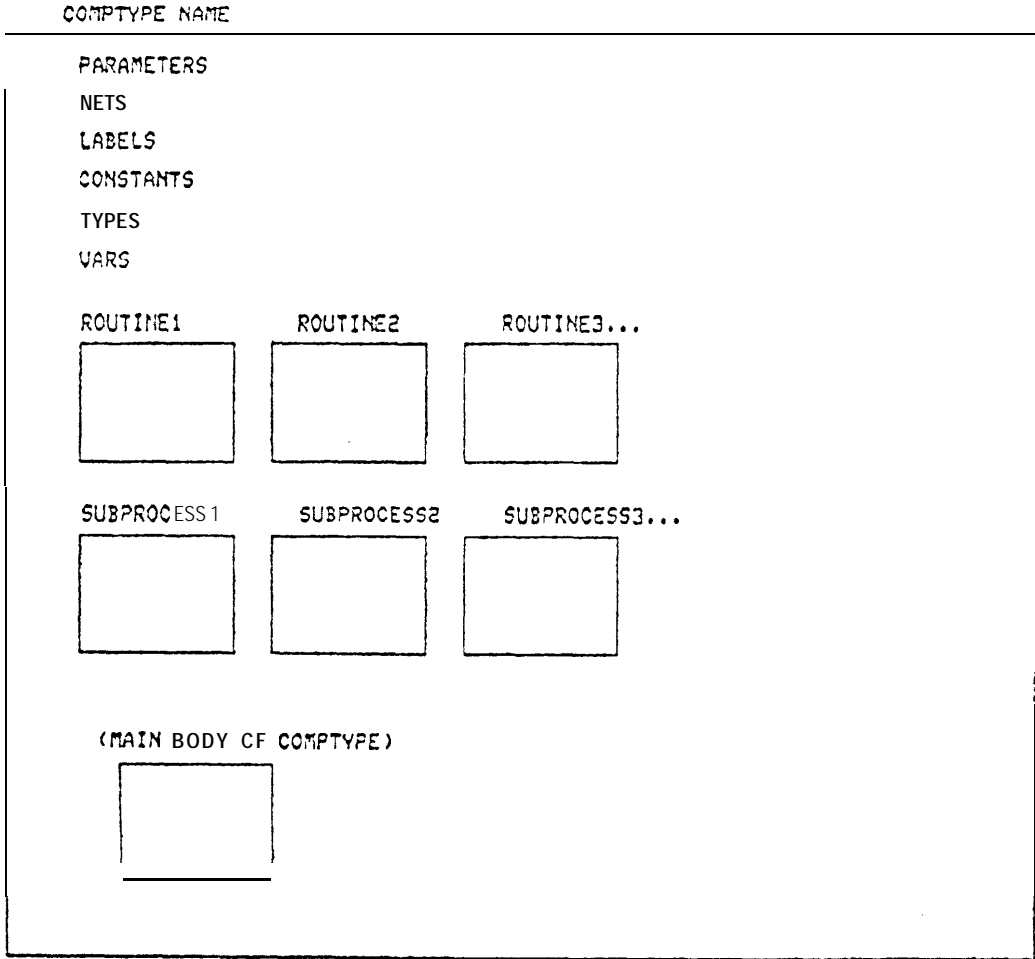 COMPTYPE NAME
PARAMETERS
NETS
LABELS
CONSTANTS
TYPES
VARS
ROUTINE1 ROUTINE2 ROUTINE3...
SUBPROCESS1 SUBPROCESS2 SUBPROCESS3...
(MAIN BODY CF COMPTYPE)